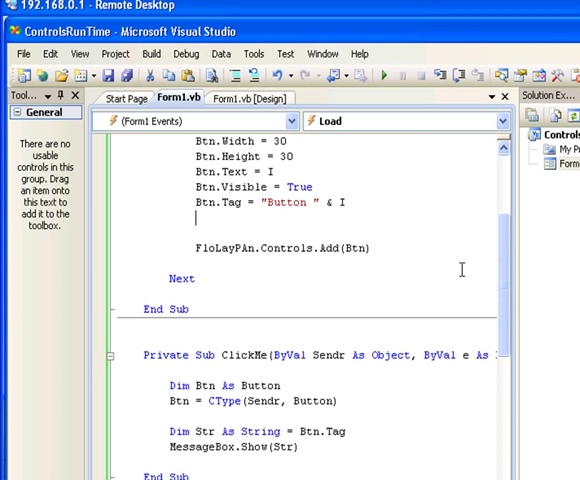 192.168.0.1 - Remote Desktop
ControlsRunTime - Microsoft Visual Studio
File Edit View Project Build Debug Data Tools Test Window Help
Tool...
General
There are no
usable
controls in this
group. Drag
an item onto
this text to
add it to the
toolbox.
Start Page Form1.vb Form1.vb [Design]
(Form1 Events) Load
Btn.Width = 30
Btn.Height = 30
Btn.Text = I
Btn.Visible = True
Btn.Tag = "Button " & I
FloLayPAn.Controls.Add(Btn)
Next
End Sub
Private Sub ClickMe(ByVal Sendr As Object, ByVal e As
Dim Btn As Button
Btn = CType(Sendr, Button)
Dim Str As String = Btn.Tag
MessageBox.Show(Str)
End Sub
Solution Ex...
Controls
My P
Form